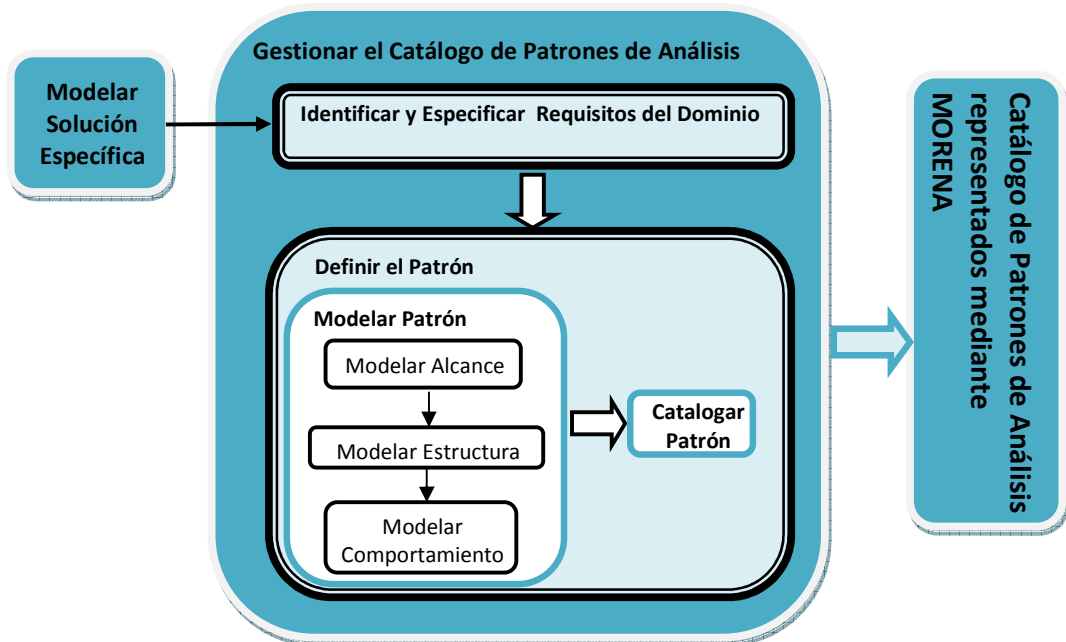 Gestionar el Catálogo de Patrones de Análisis
Modelar
Solución
Específica
Identificar y Especificar Requisitos del Dominio
Definir el Patrón
Modelar Patrón
Modelar Alcance
Modelar Estructura
Modelar
Comportamiento
Catalogar
Patrón
Catálogo de Patrones de Análisis
representados mediante
MORENA